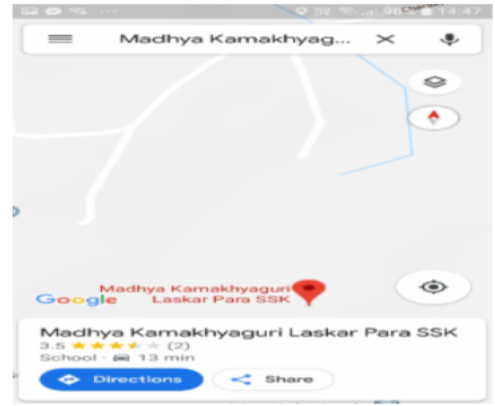 14:47
Madhya Kamakhyag...
Madhya Kamakhyaguri
Laskar Para SSK
Google
Madhya Kamakhyaguri Laskar Para SSK
3.5 (2)
School · 13 min
Directions
Share